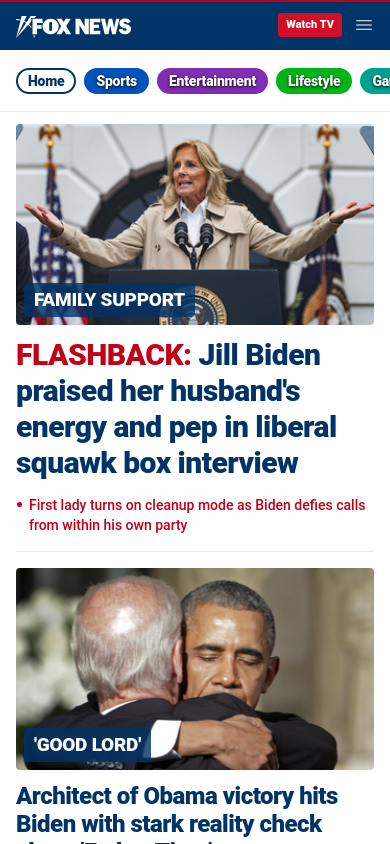 FOX NEWS
Watch TV
Home
Sports
Entertainment
Lifestyle
FAMILY SUPPORT
FLASHBACK: Jill Biden
praised her husband's
energy and pep in liberal
squawk box interview
• First lady turns on cleanup mode as Biden defies calls
from within his own party
'GOOD LORD'
Architect of Obama victory hits
Biden with stark reality check